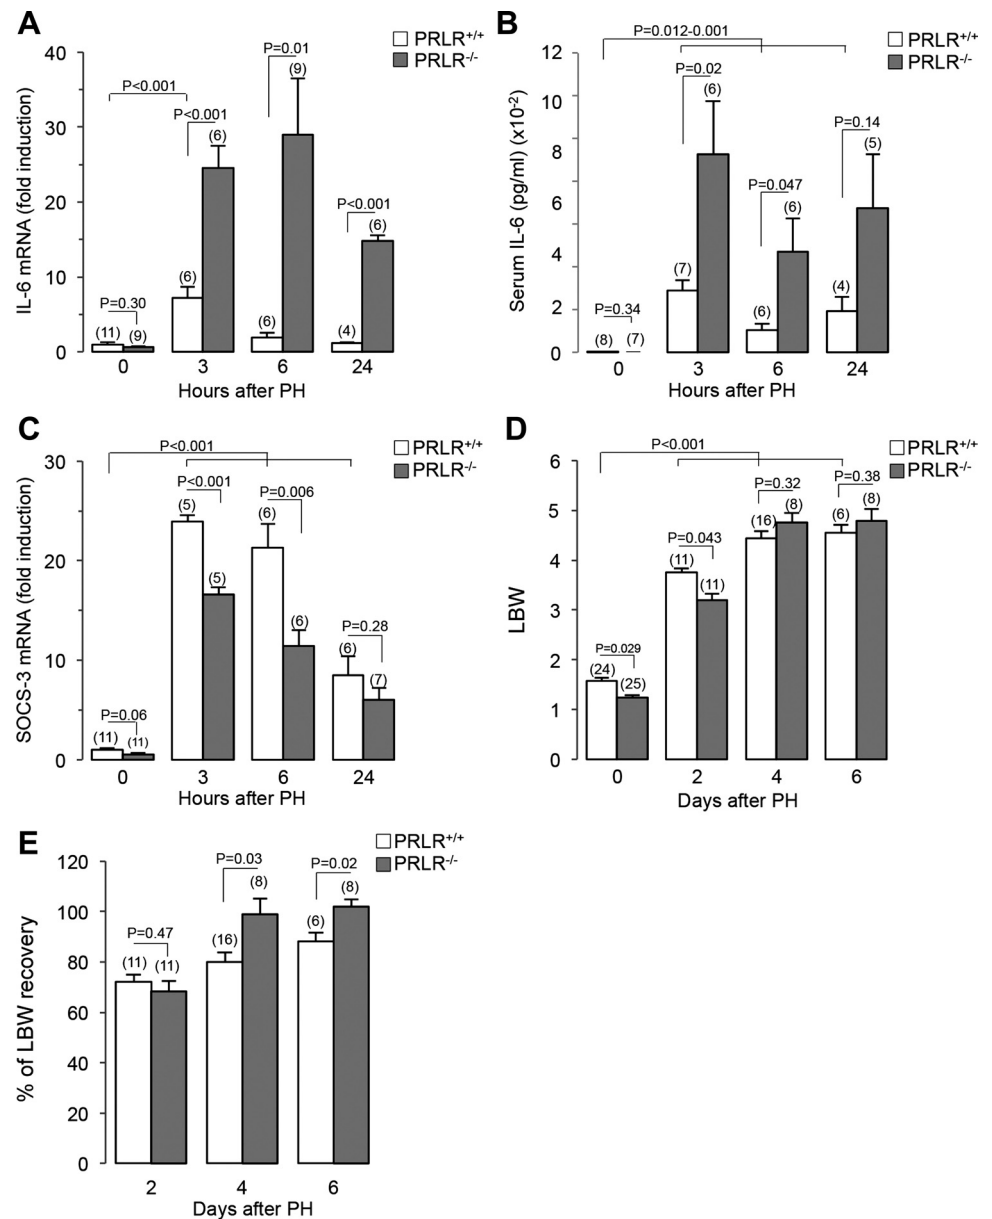 A
PRLR+/+
PRLR-/-
IL-6 mRNA (fold induction)
40
30
20
10
0
P<0.001
P=0.30
(11)
(9)
P<0.001
(6)
(6)
P=0.01
(6)
(9)
P<0.001
(4)
(6)
0 3 6 24
Hours after PH
B
PRLR+/+
PRLR-/-
Serum IL-6 (pg/ml) (x10-2)
12
10
8
6
4
2
0
P=0.012-0.001
P=0.34
(8)
(7)
P=0.02
(7)
(6)
P=0.047
(6)
(6)
P=0.14
(4)
(5)
0 3 6 24
Hours after PH
C
PRLR+/+
PRLR-/-
SOCS-3 mRNA (fold induction)
30
20
10
0
P<0.001
P=0.06
(11)
(11)
P<0.001
(5)
(5)
P=0.006
(6)
(6)
P=0.28
(6)
(7)
0 3 6 24
Hours after PH
D
PRLR+/+
PRLR-/-
LBW
6
5
4
3
2
1
0
P<0.001
P=0.029
(24)
(25)
P=0.043
(11)
(11)
P=0.32
(16)
(8)
P=0.38
(6)
(8)
0 2 4 6
Days after PH
E
PRLR+/+
PRLR-/-
% of LBW recovery
120
100
80
60
40
20
0
P=0.47
(11)
(11)
P=0.03
(16)
(8)
P=0.02
(6)
(8)
2 4 6
Days after PH